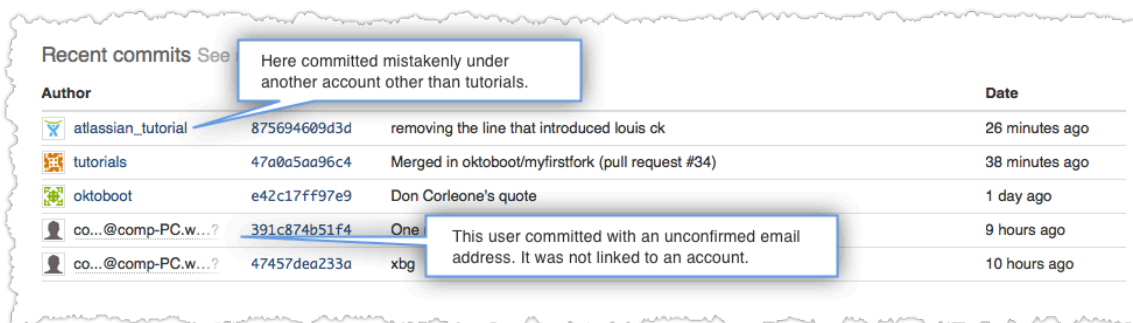 Recent commits See
Here committed mistakenly under
another account other than tutorials.
Author Date
atlassian_tutorial 875694609d3d removing the line that introduced louis ck 26 minutes ago
tutorials 47a0a5aa96c4 Merged in oktoboot/myfirstfork (pull request #34) 38 minutes ago
oktoboot e42c17ff97e9 Don Corleone's quote 1 day ago
co...@comp-PC.w...? 391c874b51f4 One 9 hours ago
This user committed with an unconfirmed email
address. It was not linked to an account.
co...@comp-PC.w...? 47457dea233a xbg 10 hours ago